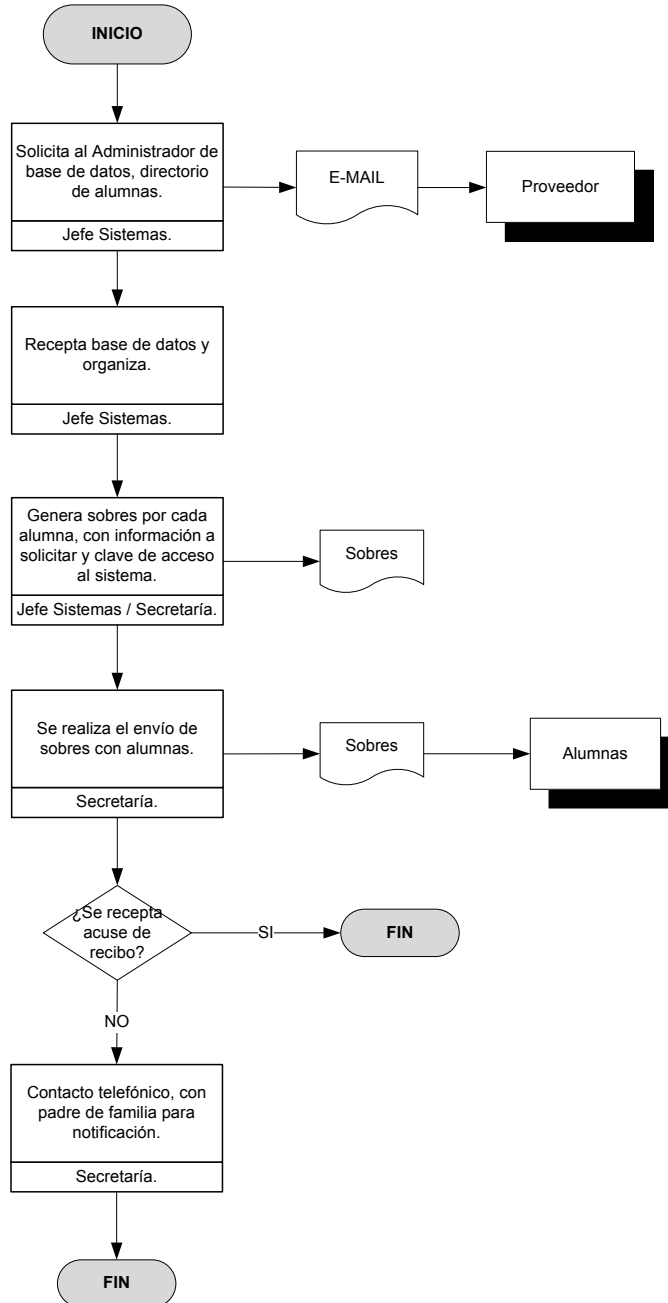 INICIO
Solicita al Administrador de
base de datos, directorio
de alumnas.
Jefe Sistemas.
E-MAIL
Proveedor
Recepta base de datos y
organiza.
Jefe Sistemas.
Genera sobres por cada
alumna, con información a
solicitar y clave de acceso
al sistema.
Jefe Sistemas / Secretaría.
Sobres
Se realiza el envío de
sobres con alumnas.
Secretaría.
Sobres
Alumnas
¿Se recepta
acuse de
recibo?
SI
FIN
NO
Contacto telefónico, con
padre de familia para
notificación.
Secretaría.
FIN